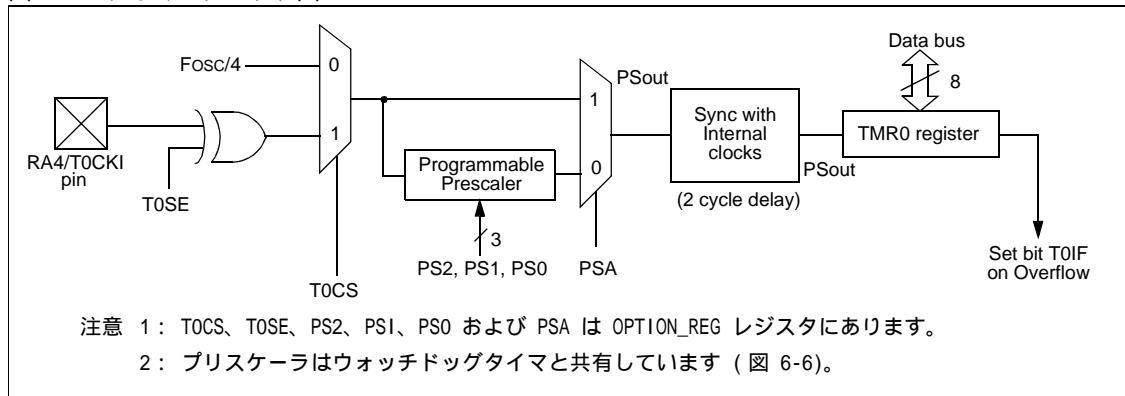 Data bus
8
Fosc/4
0
1
RA4/T0CKI
pin
T0SE
T0CS
Programmable
Prescaler
3
PS2, PS1, PS0
1
0
PSA
PSout
Sync with
Internal
clocks
(2 cycle delay)
PSout
TMR0 register
Set bit T0IF
on Overflow
注意 1: T0CS、T0SE、PS2、PS1、PS0 および PSA は OPTION_REG レジスタにあります。
2: プリスケーラはウォッチドッグタイマと共有しています (図 6-6)。